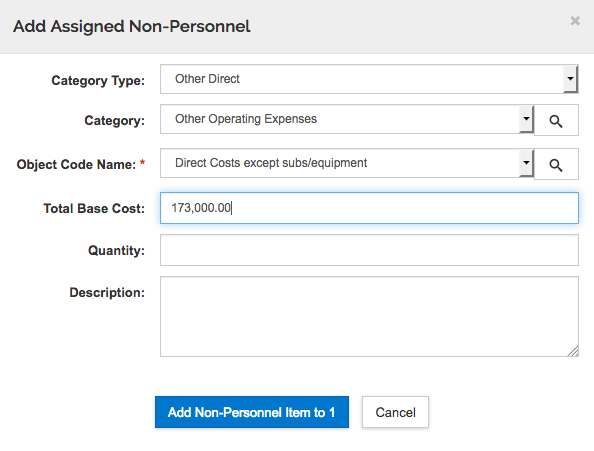 Add Assigned Non-Personnel ×
Category Type: Other Direct
Category: Other Operating Expenses
Object Code Name: * Direct Costs except subs/equipment
Total Base Cost: 173,000.00
Quantity:
Description:
Add Non-Personnel Item to 1 Cancel